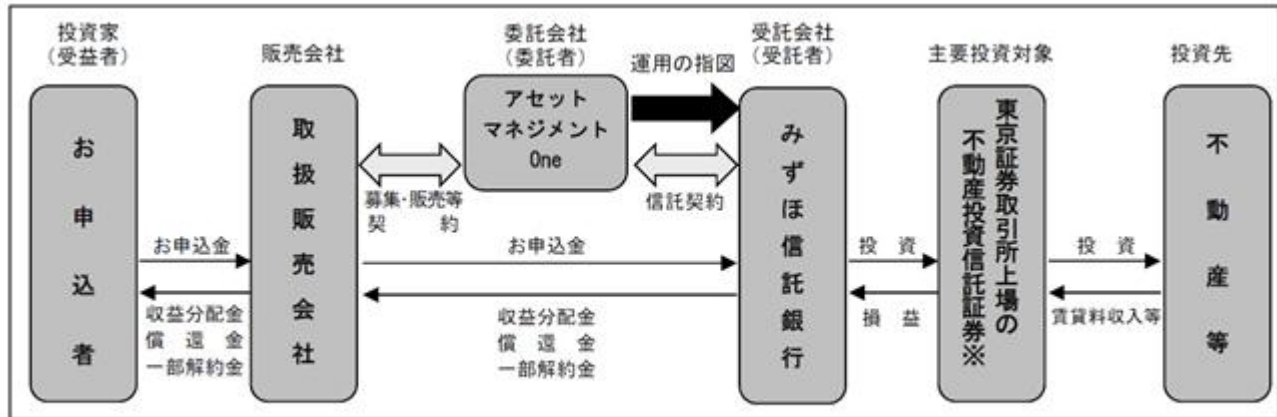 投資家
(受益者)
販売会社
委託会社
(委託者)
受託会社
(受託者)
主要投資対象
投資先
運用の指図
お申込者
取扱販売会社
アセット
マネジメント
One
みずほ信託銀行
東京証券取引所上場の
不動産投資信託証券※
不動産等
募集・販売等
契約
信託契約
お申込金
収益分配金
償還金
一部解約金
お申込金
収益分配金
償還金
一部解約金
投資
損益
投資
賃貸料収入等